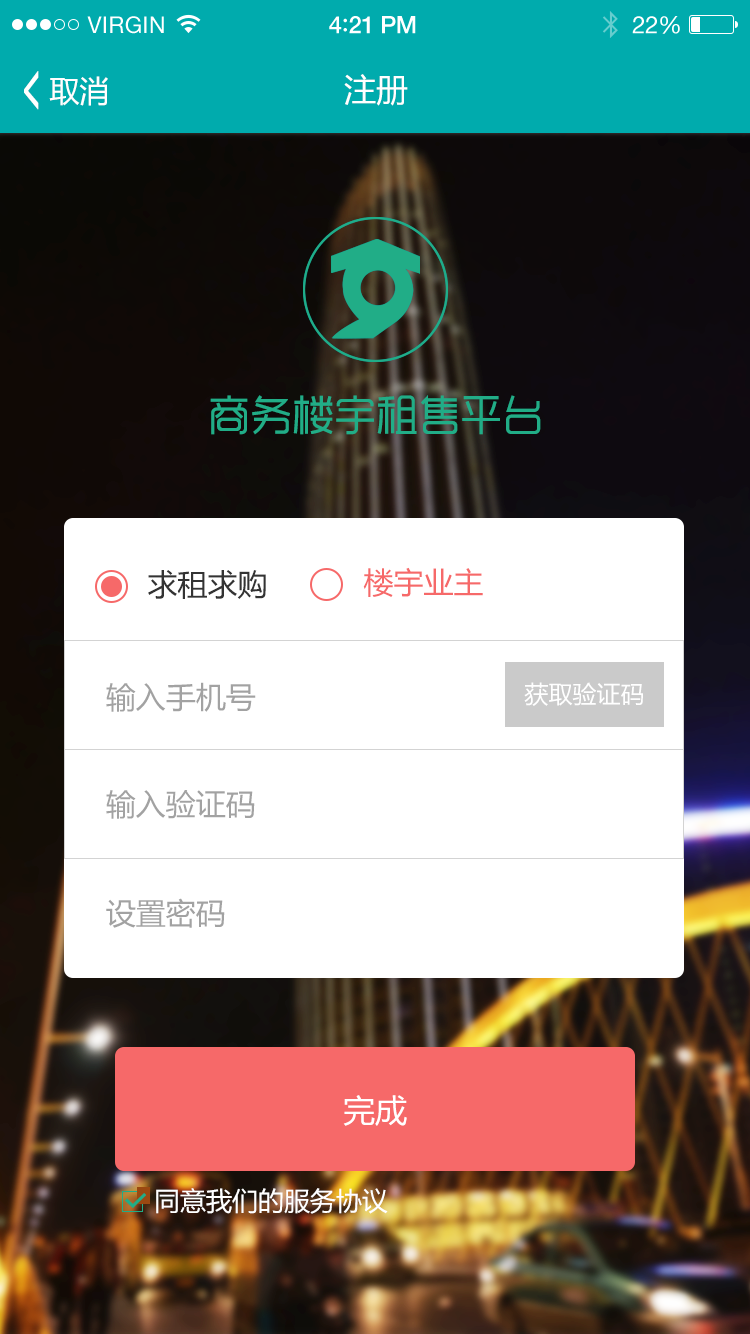 VIRGIN 4:21 PM 22%
取消 注册
商务楼宇租售平台
求租求购 楼宇业主
输入手机号 获取验证码
输入验证码
设置密码
完成
同意我们的服务协议